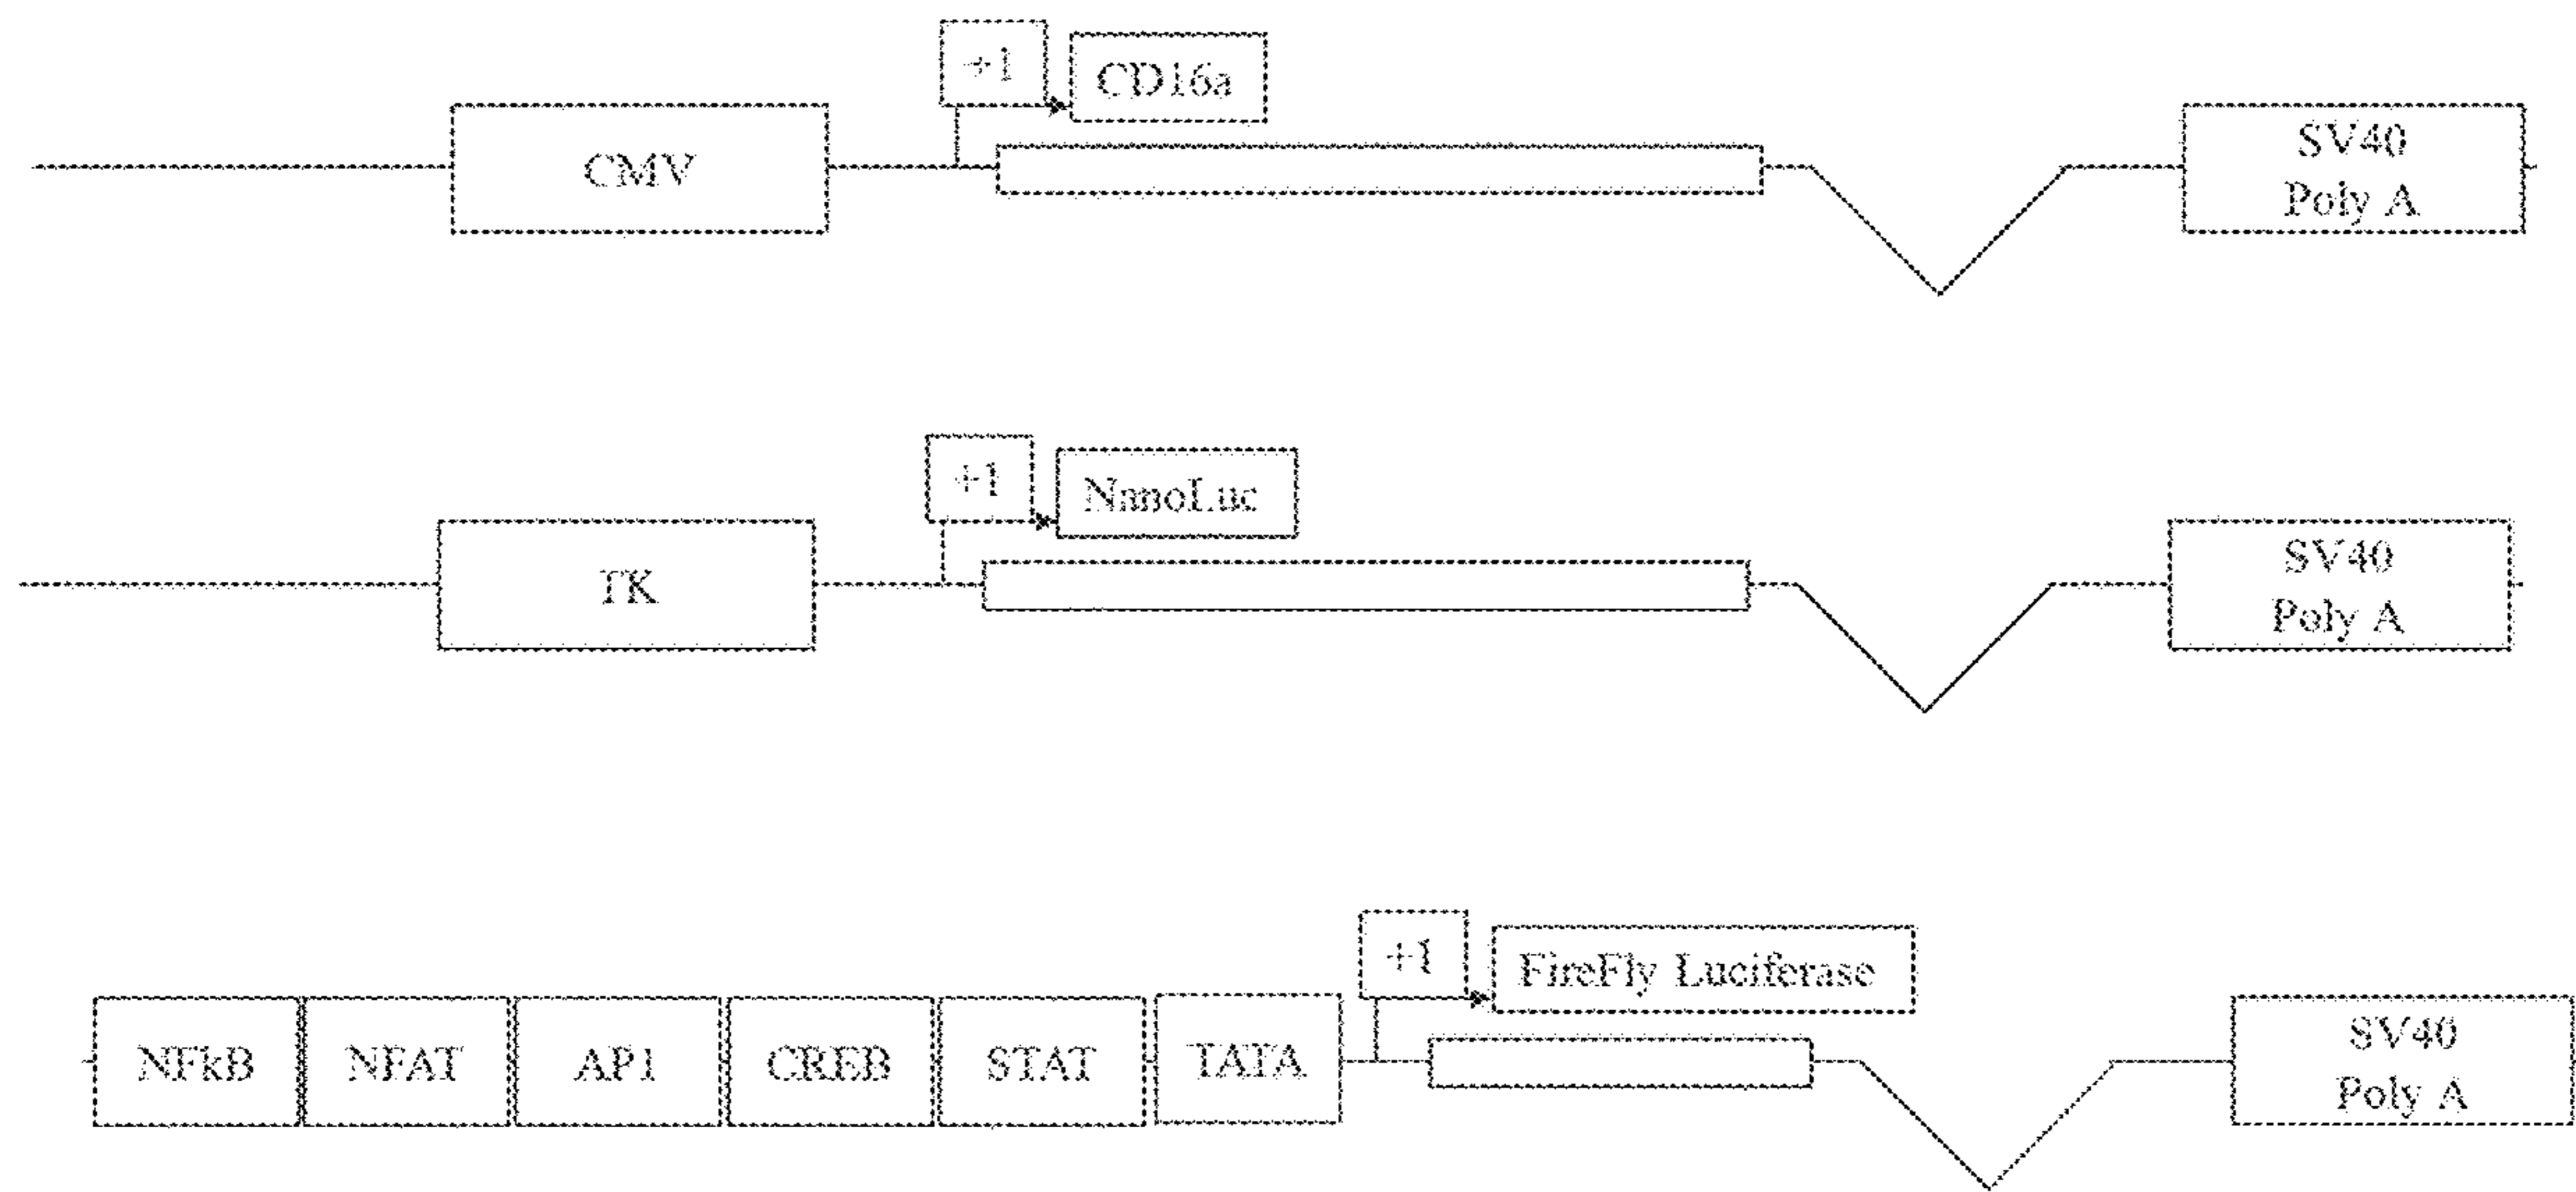 +1
CD16a
CMV
SV40
Poly A
+1
NanoLuc
TK
SV40
Poly A
+1
FireFly Luciferase
NFkB
NFAT
AP1
CREB
STAT
TATA
SV40
Poly A